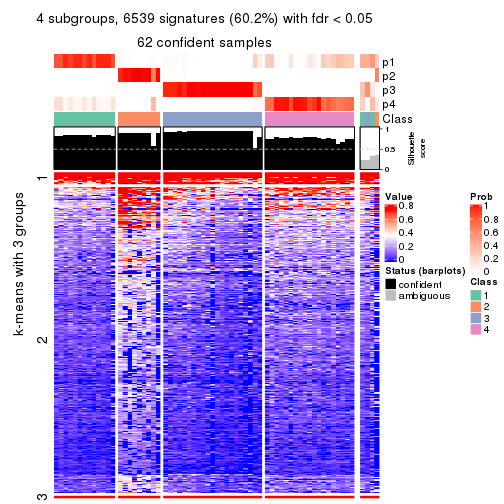 4 subgroups, 6539 signatures (60.2%) with fdr < 0.05
62 confident samples
p1
p2
p3
p4
Class
1
0.5
0
Silhouette
score
k-means with 3 groups
1
2
3
Value
0.8
0.6
0.4
0.2
0
Status (barplots)
confident
ambiguous
Prob
1
0.8
0.6
0.4
0.2
0
Class
1
2
3
4